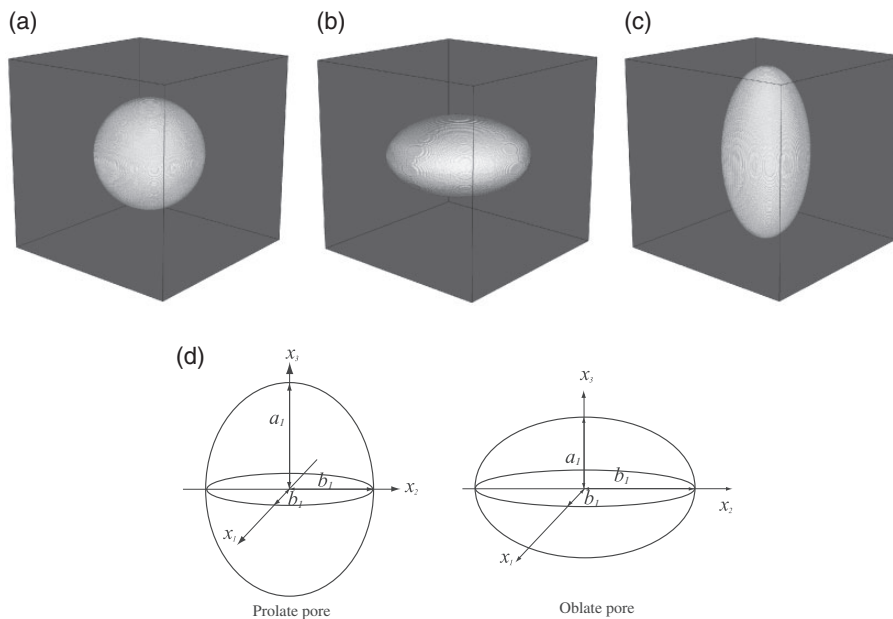 (a)
(b)
(c)
(d)
x₃
a₁
b₁
b₁
x₂
x₁
Prolate pore
x₃
a₁
b₁
b₁
x₂
x₁
Oblate pore